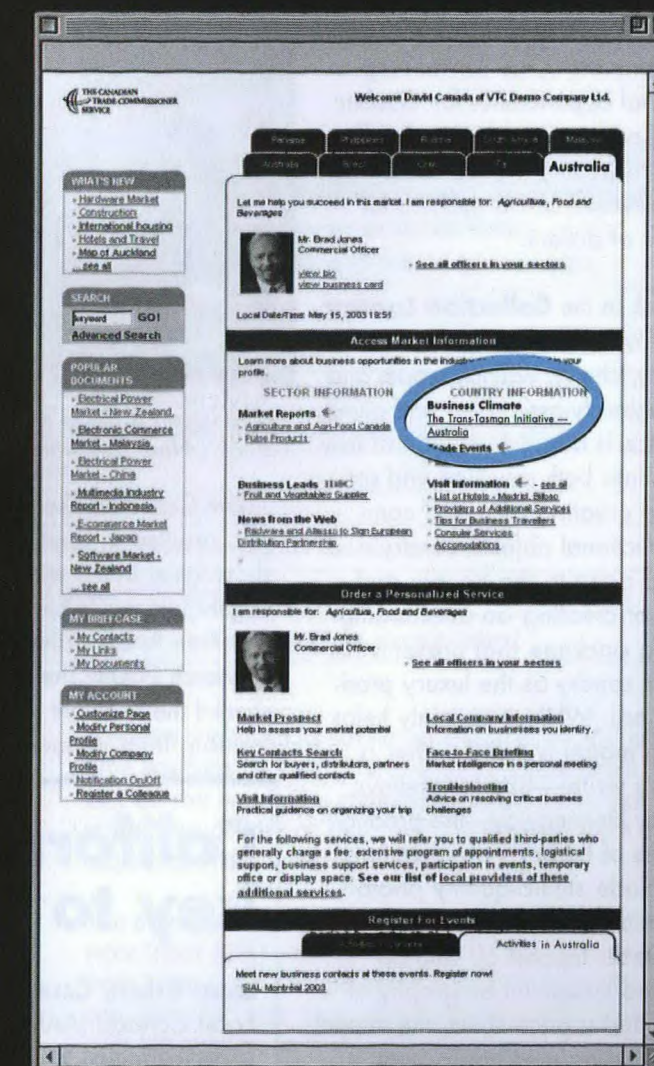 THE CANADIAN
TRADE COMMISSIONER
SERVICE
Welcome David Canada of VTC Demo Company Ltd.
Panama Philippines Russia South Africa Malaysia
Australia Brazil
Australia
WHAT'S NEW
Hardware Market
Construction
International housing
Hotels and Travel
Map of Auckland
... see all
SEARCH
keyword GO!
Advanced Search
POPULAR
DOCUMENTS
Electrical Power
Market - New Zealand.
Electronic Commerce
Market - Malaysia.
Electrical Power
Market - China
Multimedia Industry
Report - Indonesia.
E-commerce Market
Report - Japan
Software Market -
New Zealand
... see all
MY BRIEFCASE
My Contacts
My Links
My Documents
MY ACCOUNT
Customize Page
Modify Personal
Profile
Modify Company
Profile
Notification On/Off
Register a Colleague
Let me help you succeed in this market. I am responsible for: Agriculture, Food and
Beverages
Mr. Brad Jones
Commercial Officer
view bio
view business card
See all officers in your sectors
Local Date/Time: May 15, 2003 18:51
Access Market Information
Learn more about business opportunities in the industry in your
profile.
SECTOR INFORMATION
Market Reports
Agriculture and Agri-Food Canada
Pulse Products
Business Leads
Fruit and Vegetables Supplier
News from the Web
Radware and Allasso to Sign European
Distribution Partnership
COUNTRY INFORMATION
Business Climate
The Trans-Tasman Initiative —
Australia
Trade Events
Visit Information - see all
List of Hotels - Madrid, Bilbao
Providers of Additional Services
Tips for Business Travellers
Consular Services
Accomodations
Order a Personalized Service
I am responsible for: Agriculture, Food and Beverages
Mr. Brad Jones
Commercial Officer
See all officers in your sectors
Market Prospect
Help to assess your market potential
Key Contacts Search
Search for buyers, distributors, partners
and other qualified contacts
Visit Information
Practical guidance on organizing your trip
Local Company Information
Information on businesses you identify
Face-to-Face Briefing
Market intelligence in a personal meeting
Troubleshooting
Advice on resolving critical business
challenges
For the following services, we will refer you to qualified third-parties who
generally charge a fee: extensive program of appointments, logistical
support, business support services, participation in events, temporary
office or display space. See our list of local providers of these
additional services.
Register For Events
Activities in Australia
Meet new business contacts at these events. Register now!
SIAL Montréal 2003